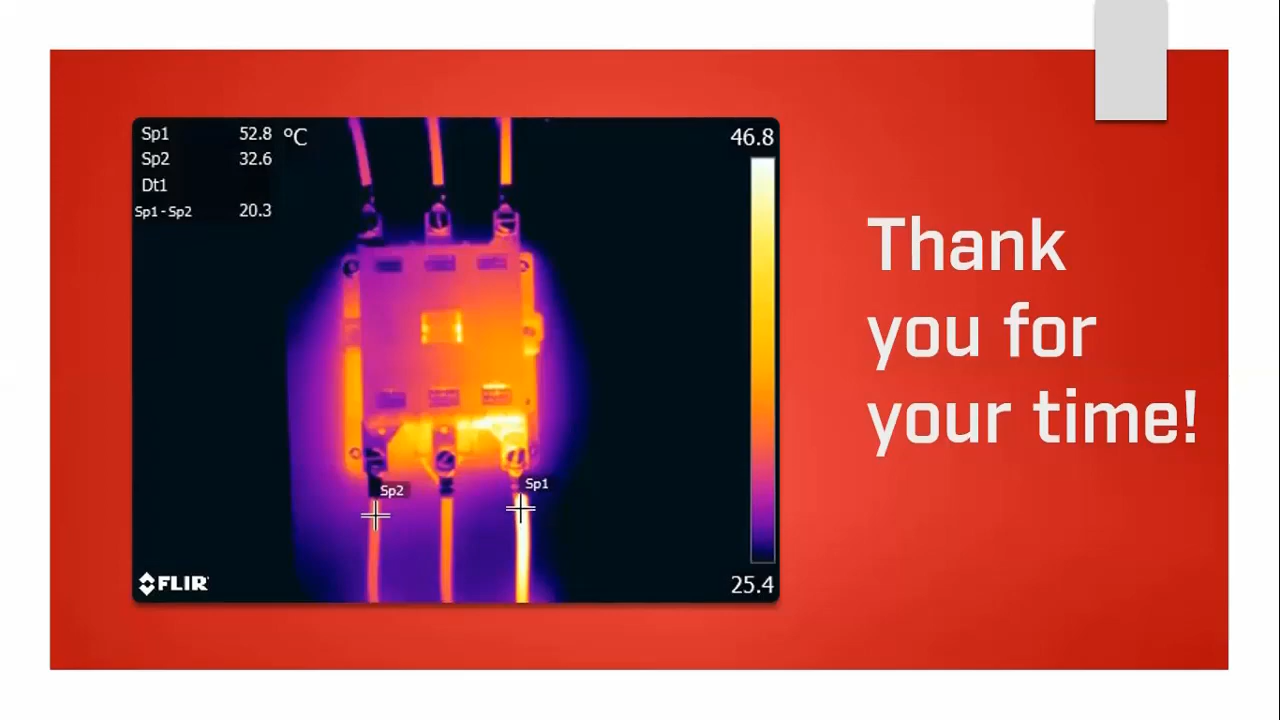 Sp1 52.8 ºC
Sp2 32.6
Dt1
Sp1 - Sp2 20.3
46.8
Sp2
Sp1
FLIR
25.4
Thank
you for
your time!